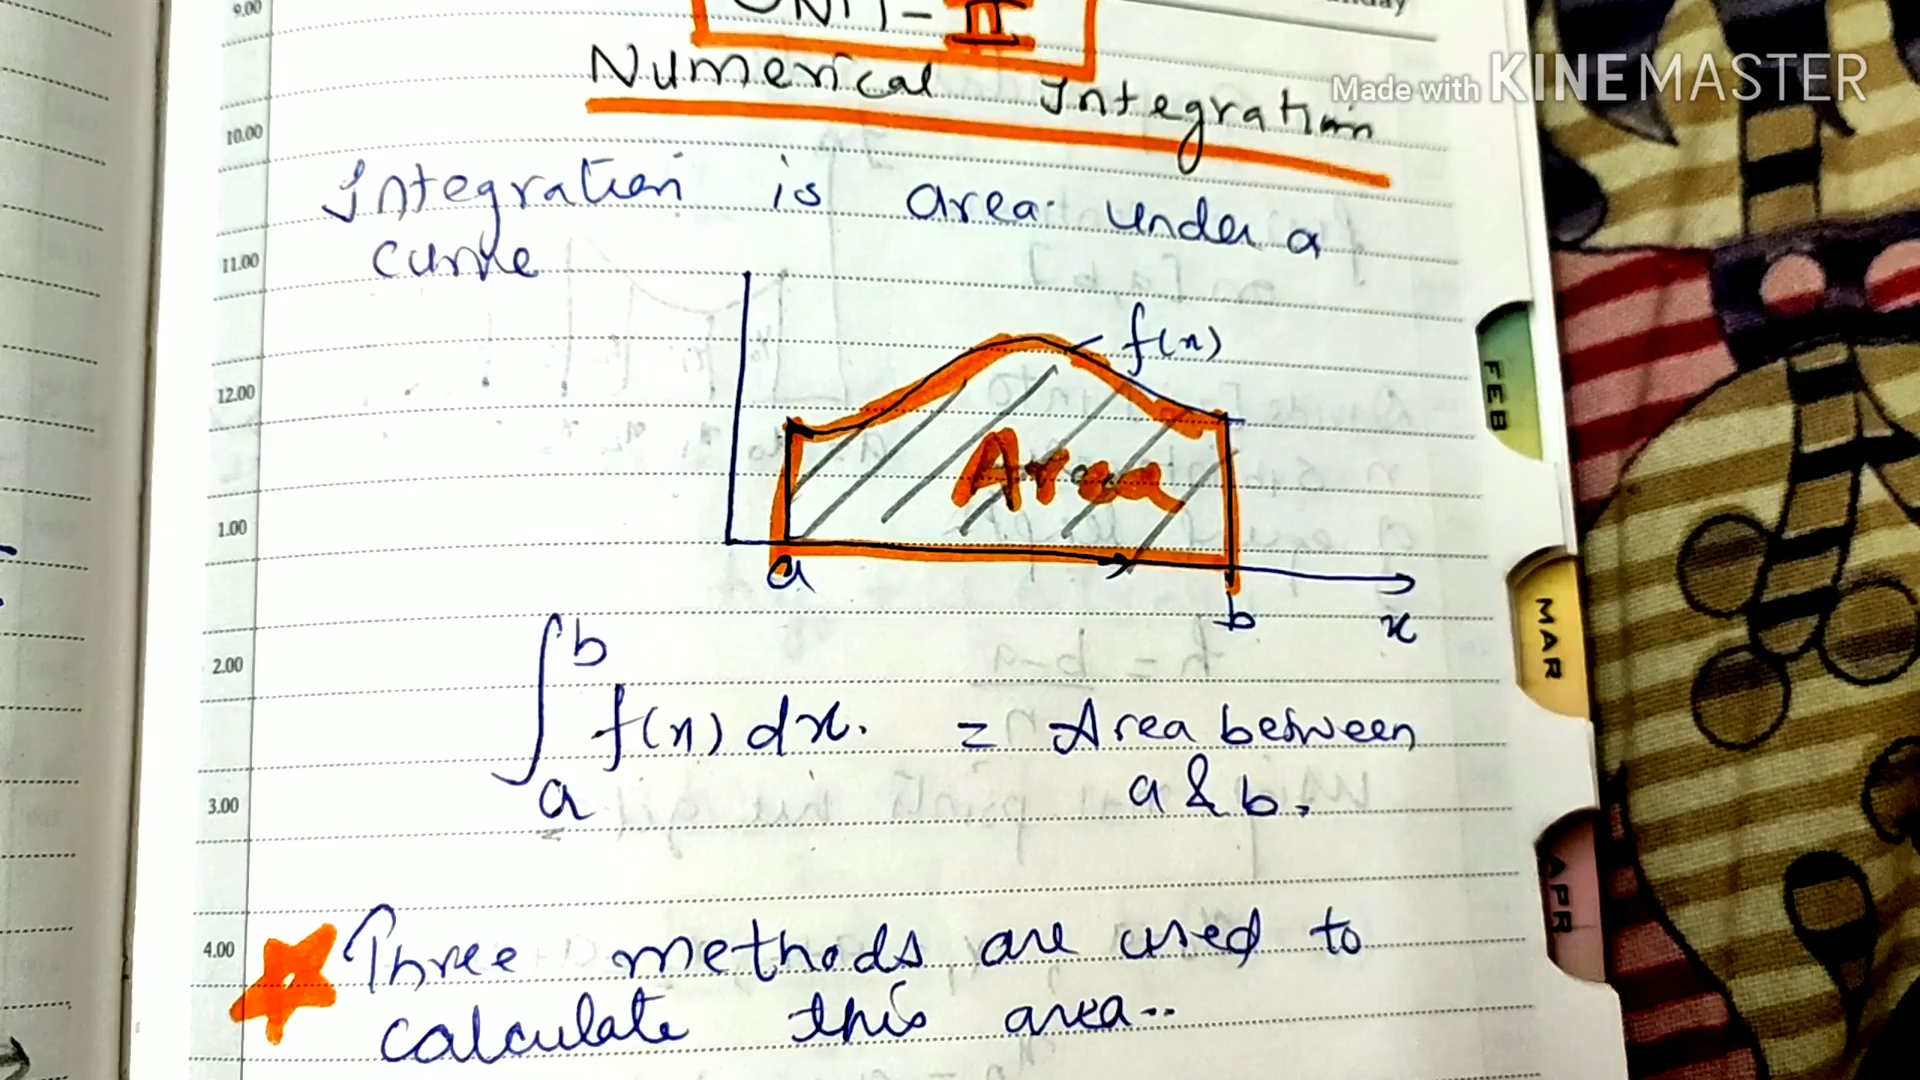 9.00
UNIT-II
Made with KINEMASTER
Numerical Integration
10.00
Integration is area under a
curve
11.00
f(x)
12.00
Area
1.00
a
b
x
2.00
∫ₐᵇ f(x) dx. = Area between
a & b.
3.00
4.00
Three methods are used to
calculate this area..
FEB
MAR
APR